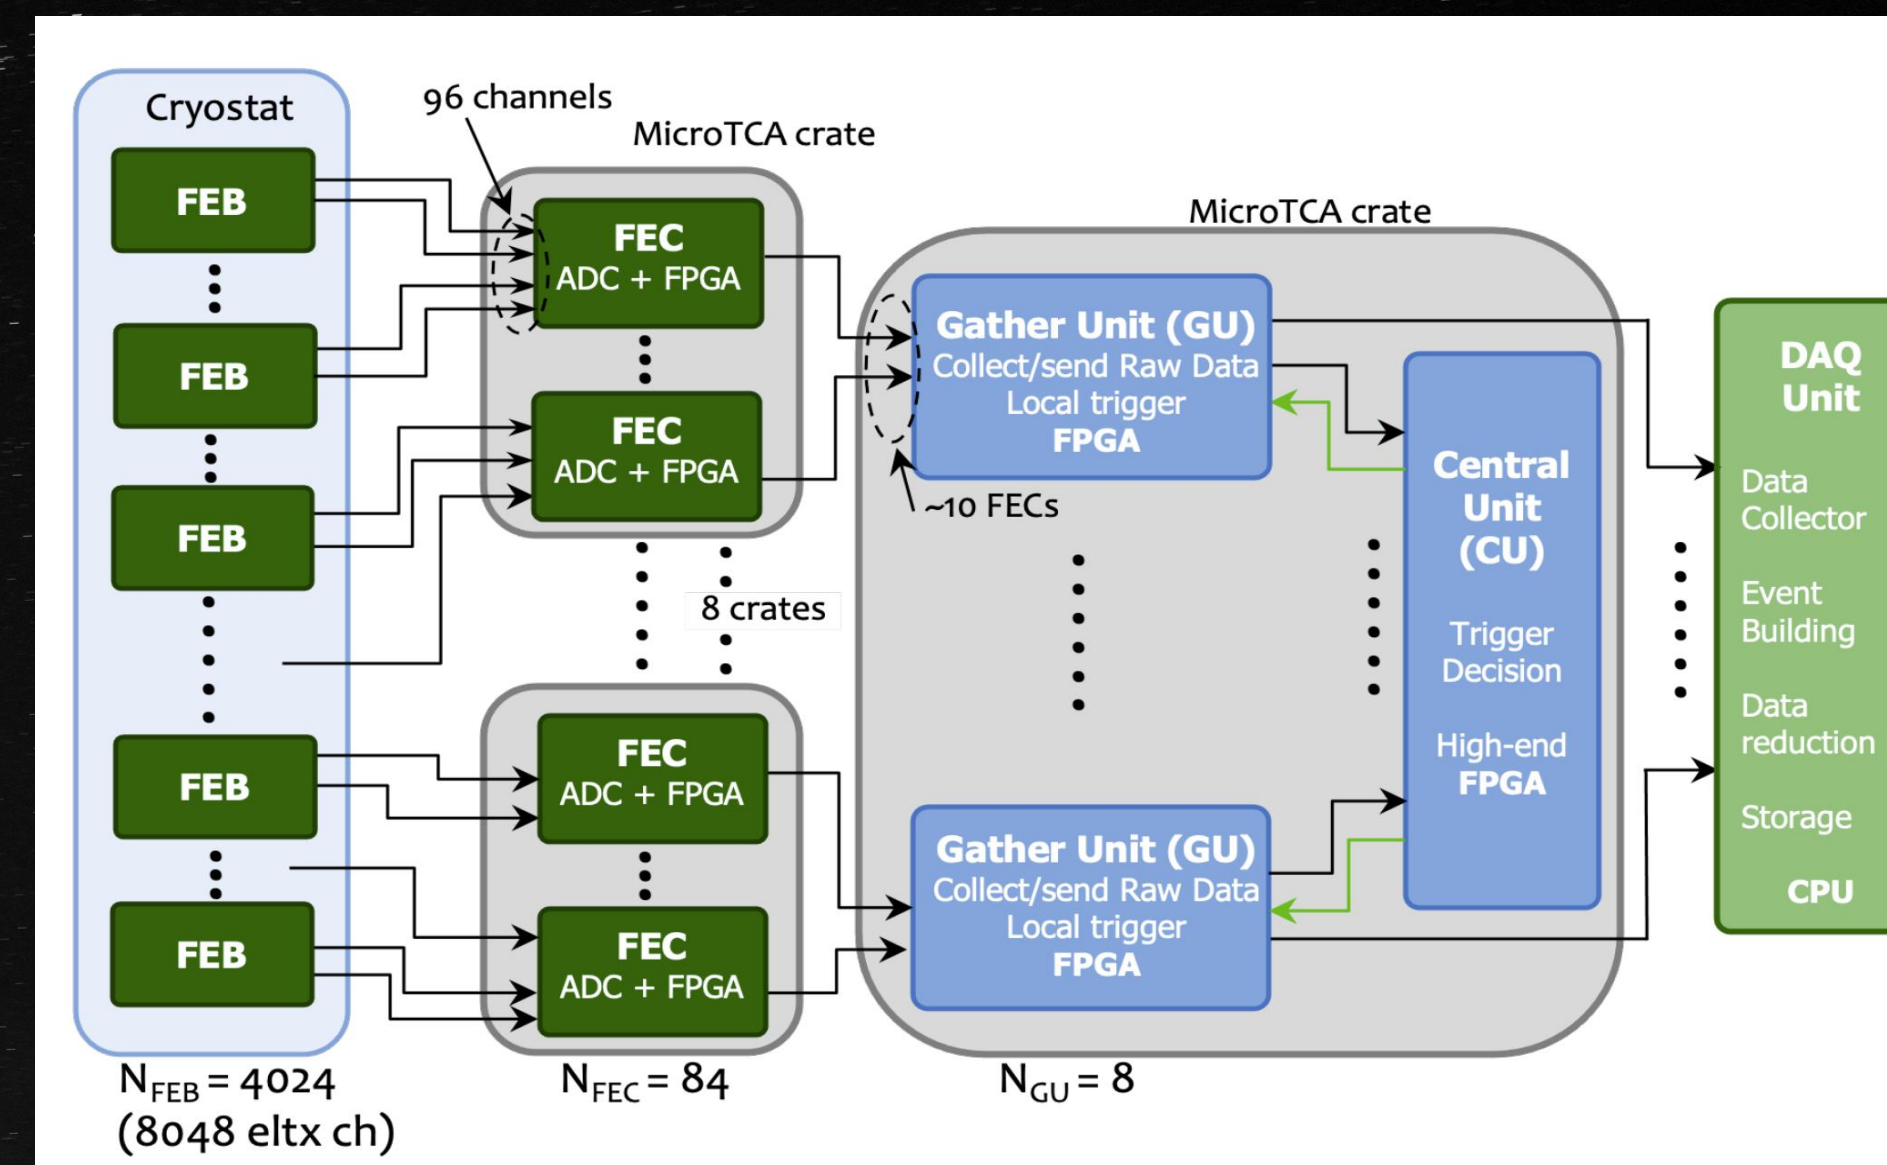 Cryostat
FEB
FEB
FEB
FEB
FEB
N_FEB = 4024
(8048 eltx ch)
96 channels
MicroTCA crate
FEC
ADC + FPGA
FEC
ADC + FPGA
8 crates
FEC
ADC + FPGA
FEC
ADC + FPGA
N_FEC = 84
MicroTCA crate
Gather Unit (GU)
Collect/send Raw Data
Local trigger
FPGA
~10 FECs
Gather Unit (GU)
Collect/send Raw Data
Local trigger
FPGA
N_GU = 8
Central
Unit
(CU)
Trigger
Decision
High-end
FPGA
DAQ
Unit
Data
Collector
Event
Building
Data
reduction
Storage
CPU